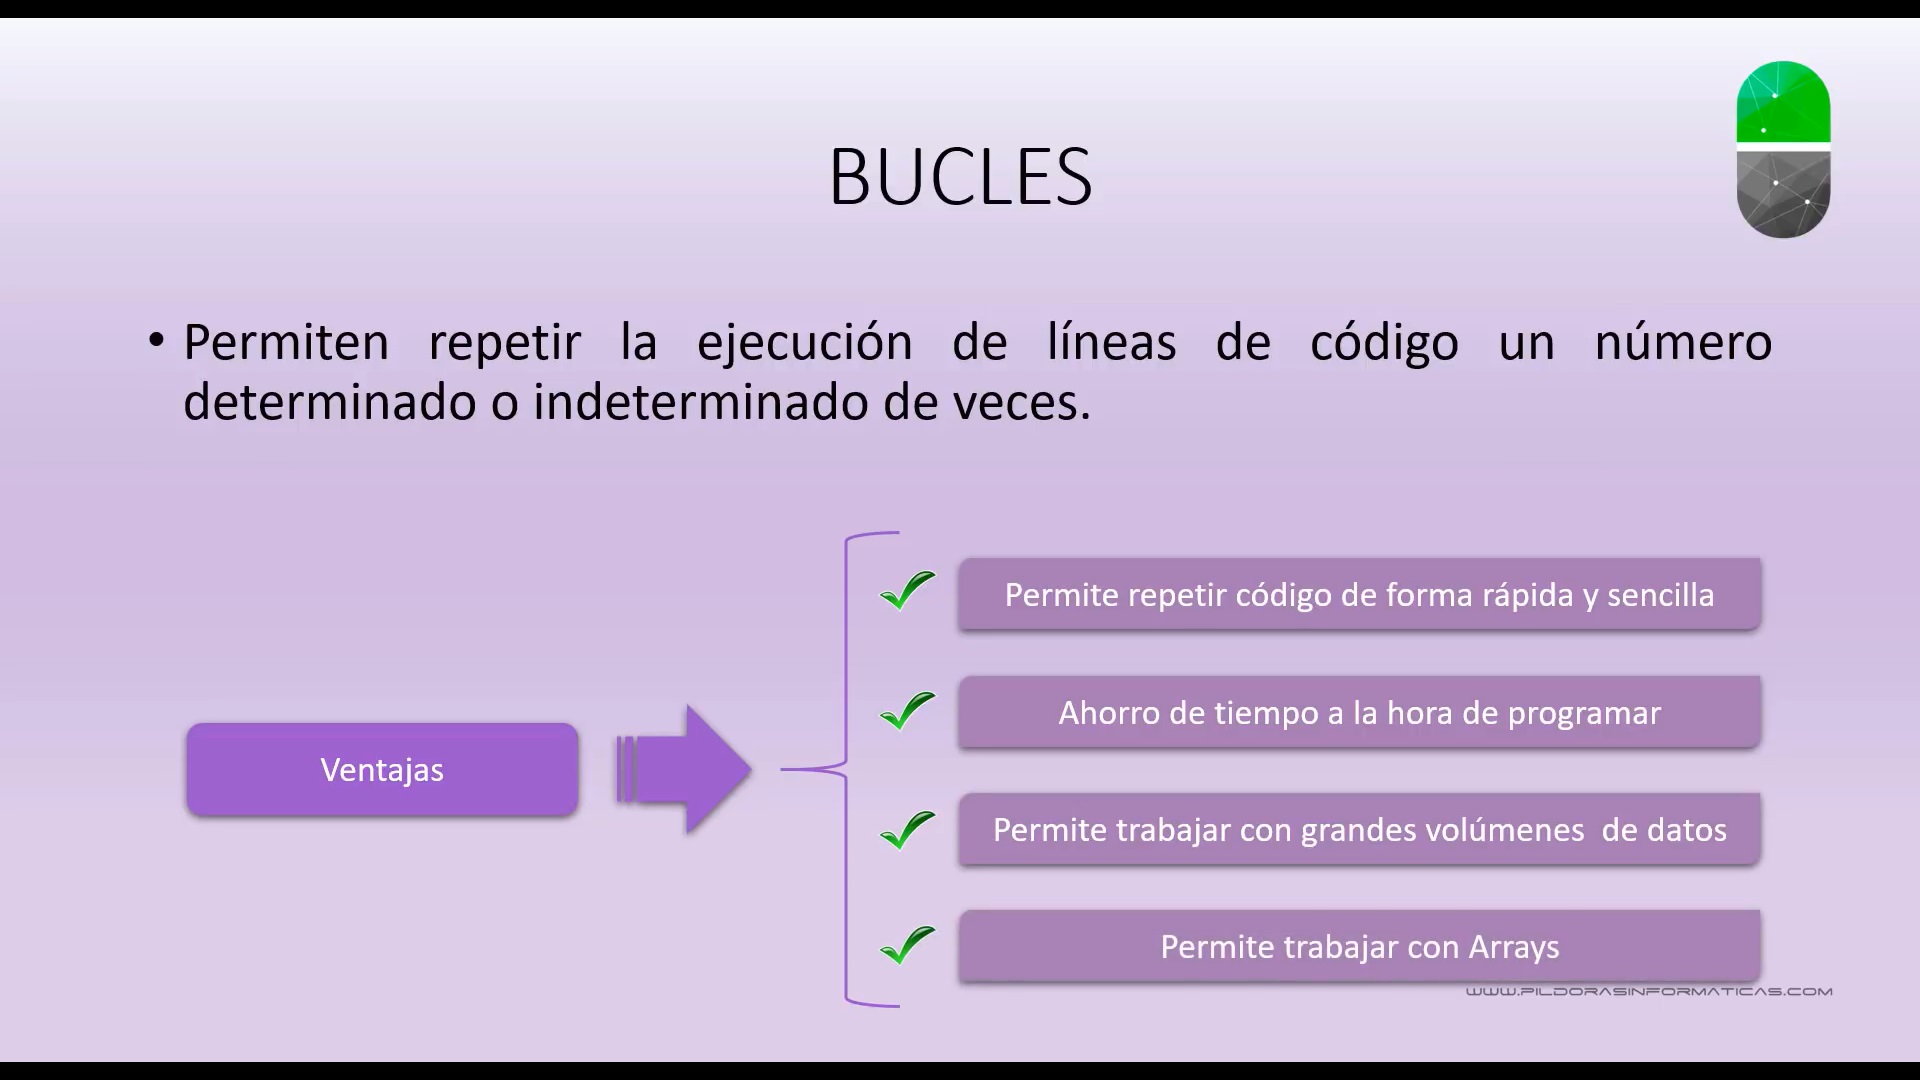 BUCLES
• Permiten repetir la ejecución de líneas de código un número
determinado o indeterminado de veces.
Permite repetir código de forma rápida y sencilla
Ahorro de tiempo a la hora de programar
Ventajas
Permite trabajar con grandes volúmenes de datos
Permite trabajar con Arrays
WWW.PILDORASINFORMATICAS.COM